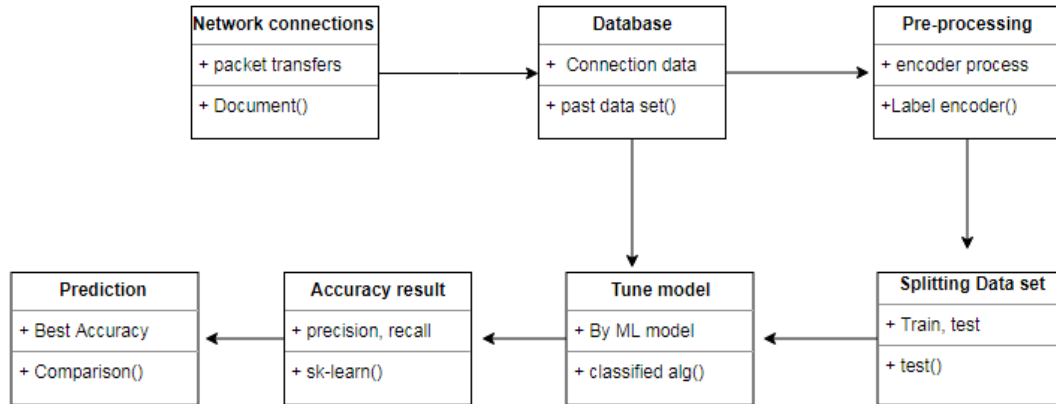 Network connections
+ packet transfers
+ Document()
Database
+ Connection data
+ past data set()
Pre-processing
+ encoder process
+Label encoder()
Prediction
+ Best Accuracy
+ Comparison()
Accuracy result
+ precision, recall
+ sk-learn()
Tune model
+ By ML model
+ classified alg()
Splitting Data set
+ Train, test
+ test()